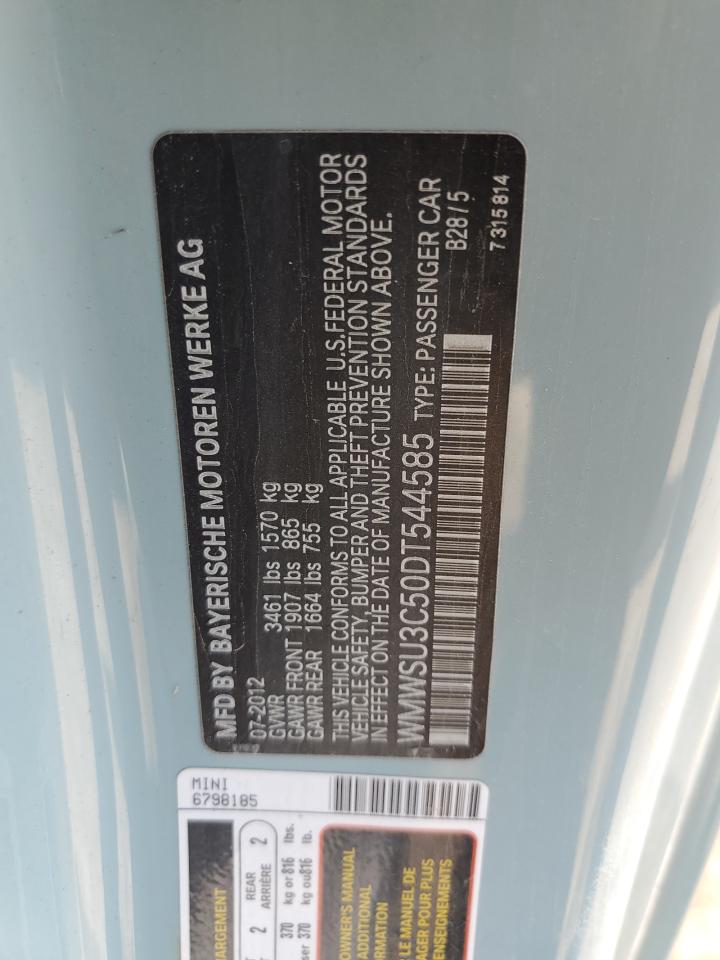 MFD BY BAYERISCHE MOTOREN WERKE AG
07-2012
GVWR 3461 lbs 1570 kg
GAWR FRONT 1907 lbs 865 kg
GAWR REAR 1664 lbs 755 kg
THIS VEHICLE CONFORMS TO ALL APPLICABLE U.S.FEDERAL MOTOR
VEHICLE SAFETY, BUMPER AND THEFT PREVENTION STANDARDS
IN EFFECT ON THE DATE OF MANUFACTURE SHOWN ABOVE.
WMWSU3C50DT544585 TYPE: PASSENGER CAR
B28/5
7315814
MINI
6798185
CHARGEMENT
2 REAR 2
2 ARRIÈRE
370 kg or 816 lbs.
370 kg ou 816 lb.
OWNER'S MANUAL
ADDITIONAL
LE MANUEL DE
POUR PLUS